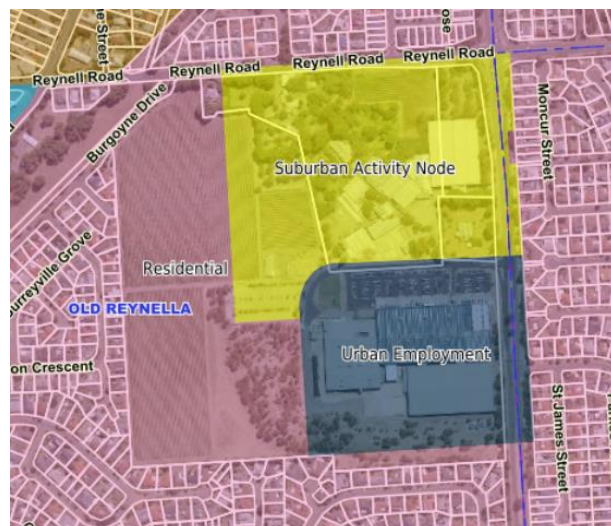 Reynell Road
Reynell Road
Reynell Road
Reynell Road
Burgoyne Drive
Moncur Street
Suburban Activity Node
Residential
OLD REYNELLA
Urban Employment
St James Street